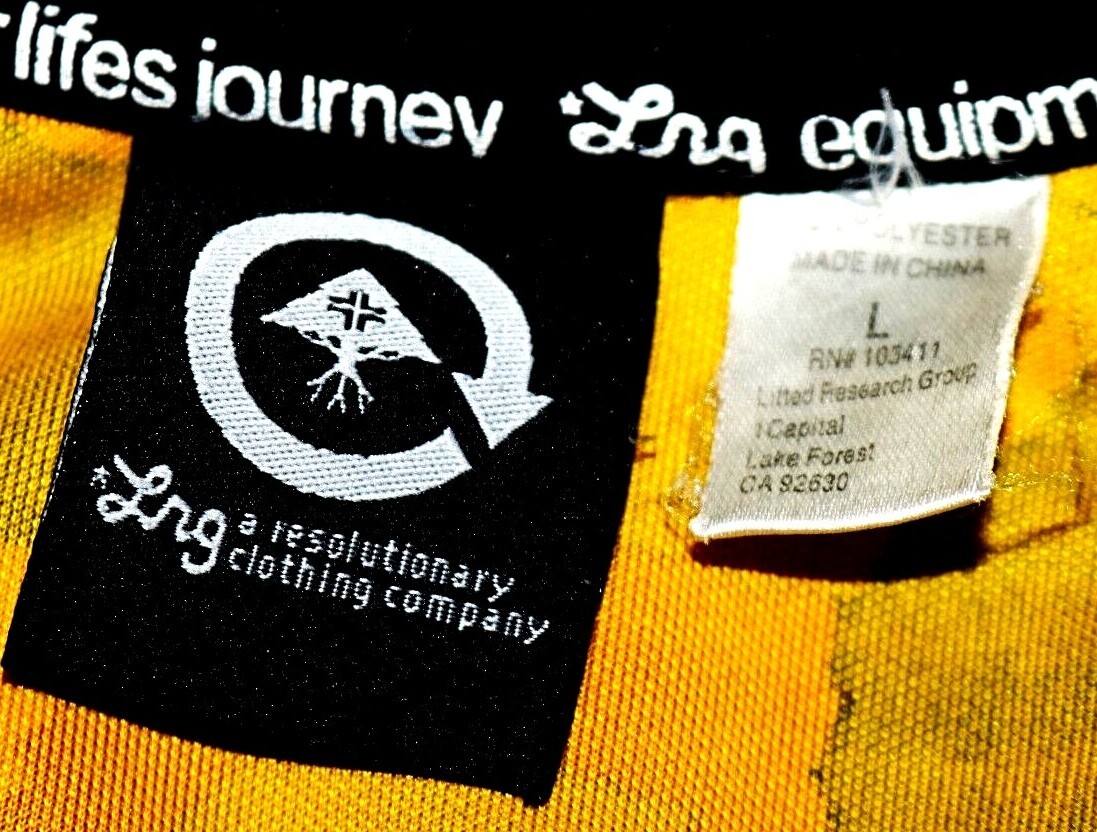 lifes journey Lrg equipm
Lrg a resolutionary
clothing company
POLYESTER
MADE IN CHINA
L
RN# 103411
Lifted Research Group
1 Capital
Lake Forest
CA 92630